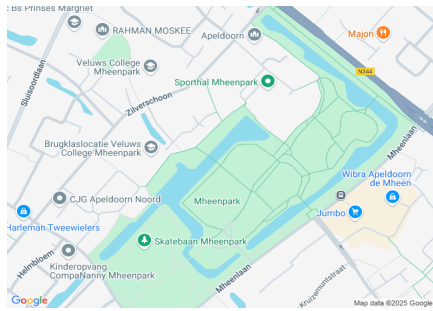 c Bs Prinses Margriet
RAHMAN MOSKEE
Apeldoorn
Majon
Veluws College
Mheenpark
N344
Sluisoordlaan
Sporthal Mheenpark
Zilverschoon
Brugklaslocatie Veluws
College Mheenpark
Mheenlaan
Wibra Apeldoorn
de Mheen
CJG Apeldoorn Noord
Mheenpark
Jumbo
Harleman Tweewielers
Skatebaan Mheenpark
Helmbloem
Kinderopvang
CompaNanny Mheenpark
Mheenlaan
Kruizemuntstraat
Google
Map data ©2025 Google